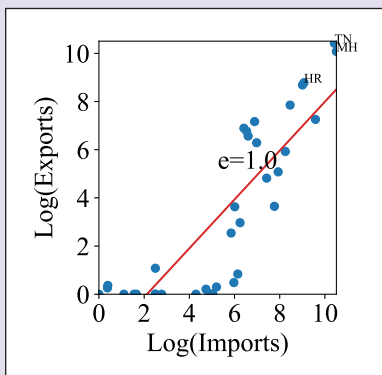 TN
MH
10
HR
8
6
e=1.0
4
2
0
0 2 4 6 8 10
Log(Exports)
Log(Imports)